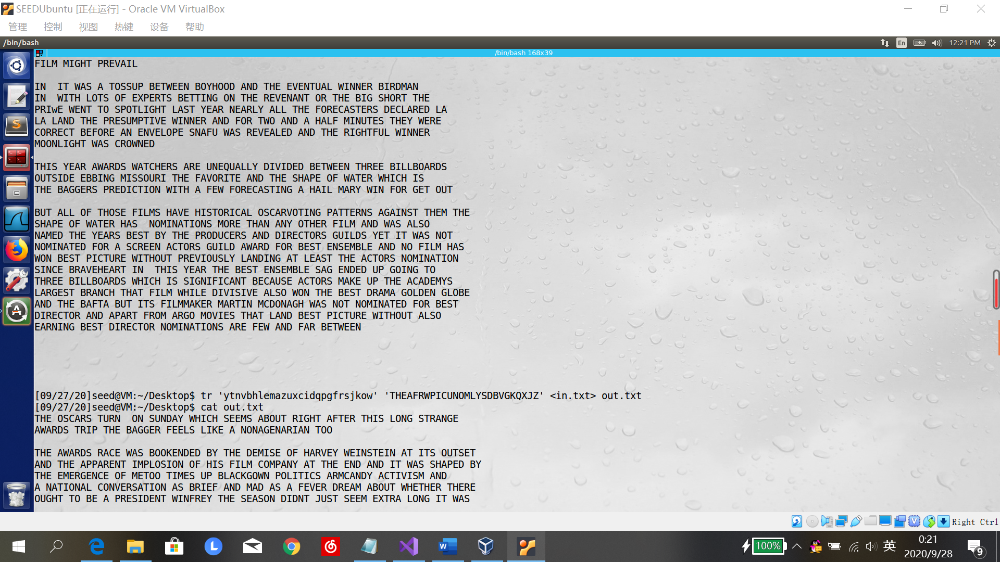 SEEDUbuntu [正在运行] - Oracle VM VirtualBox
管理 控制 视图 热键 设备 帮助
/bin/bash
En
12:21 PM
/bin/bash 168x39
FILM MIGHT PREVAIL
IN  IT WAS A TOSSUP BETWEEN BOYHOOD AND THE EVENTUAL WINNER BIRDMAN
IN  WITH LOTS OF EXPERTS BETTING ON THE REVENANT OR THE BIG SHORT THE
PRIwE WENT TO SPOTLIGHT LAST YEAR NEARLY ALL THE FORECASTERS DECLARED LA
LA LAND THE PRESUMPTIVE WINNER AND FOR TWO AND A HALF MINUTES THEY WERE
CORRECT BEFORE AN ENVELOPE SNAFU WAS REVEALED AND THE RIGHTFUL WINNER
MOONLIGHT WAS CROWNED
THIS YEAR AWARDS WATCHERS ARE UNEQUALLY DIVIDED BETWEEN THREE BILLBOARDS
OUTSIDE EBBING MISSOURI THE FAVORITE AND THE SHAPE OF WATER WHICH IS
THE BAGGERS PREDICTION WITH A FEW FORECASTING A HAIL MARY WIN FOR GET OUT
BUT ALL OF THOSE FILMS HAVE HISTORICAL OSCARVOTING PATTERNS AGAINST THEM THE
SHAPE OF WATER HAS  NOMINATIONS MORE THAN ANY OTHER FILM AND WAS ALSO
NAMED THE YEARS BEST BY THE PRODUCERS AND DIRECTORS GUILDS YET IT WAS NOT
NOMINATED FOR A SCREEN ACTORS GUILD AWARD FOR BEST ENSEMBLE AND NO FILM HAS
WON BEST PICTURE WITHOUT PREVIOUSLY LANDING AT LEAST THE ACTORS NOMINATION
SINCE BRAVEHEART IN  THIS YEAR THE BEST ENSEMBLE SAG ENDED UP GOING TO
THREE BILLBOARDS WHICH IS SIGNIFICANT BECAUSE ACTORS MAKE UP THE ACADEMYS
LARGEST BRANCH THAT FILM WHILE DIVISIVE ALSO WON THE BEST DRAMA GOLDEN GLOBE
AND THE BAFTA BUT ITS FILMMAKER MARTIN MCDONAGH WAS NOT NOMINATED FOR BEST
DIRECTOR AND APART FROM ARGO MOVIES THAT LAND BEST PICTURE WITHOUT ALSO
EARNING BEST DIRECTOR NOMINATIONS ARE FEW AND FAR BETWEEN
[09/27/20]seed@VM:~/Desktop$ tr 'ytnvbhlemazuxcidqpgfrsjkow' 'THEAFRWPICUNOMLYSDBVGKQXJZ' <in.txt> out.txt
[09/27/20]seed@VM:~/Desktop$ cat out.txt
THE OSCARS TURN  ON SUNDAY WHICH SEEMS ABOUT RIGHT AFTER THIS LONG STRANGE
AWARDS TRIP THE BAGGER FEELS LIKE A NONAGENARIAN TOO
THE AWARDS RACE WAS BOOKENDED BY THE DEMISE OF HARVEY WEINSTEIN AT ITS OUTSET
AND THE APPARENT IMPLOSION OF HIS FILM COMPANY AT THE END AND IT WAS SHAPED BY
THE EMERGENCE OF METOO TIMES UP BLACKGOWN POLITICS ARMCANDY ACTIVISM AND
A NATIONAL CONVERSATION AS BRIEF AND MAD AS A FEVER DREAM ABOUT WHETHER THERE
OUGHT TO BE A PRESIDENT WINFREY THE SEASON DIDNT JUST SEEM EXTRA LONG IT WAS
Right Ctrl
100%
英
0:21
2020/9/28
9